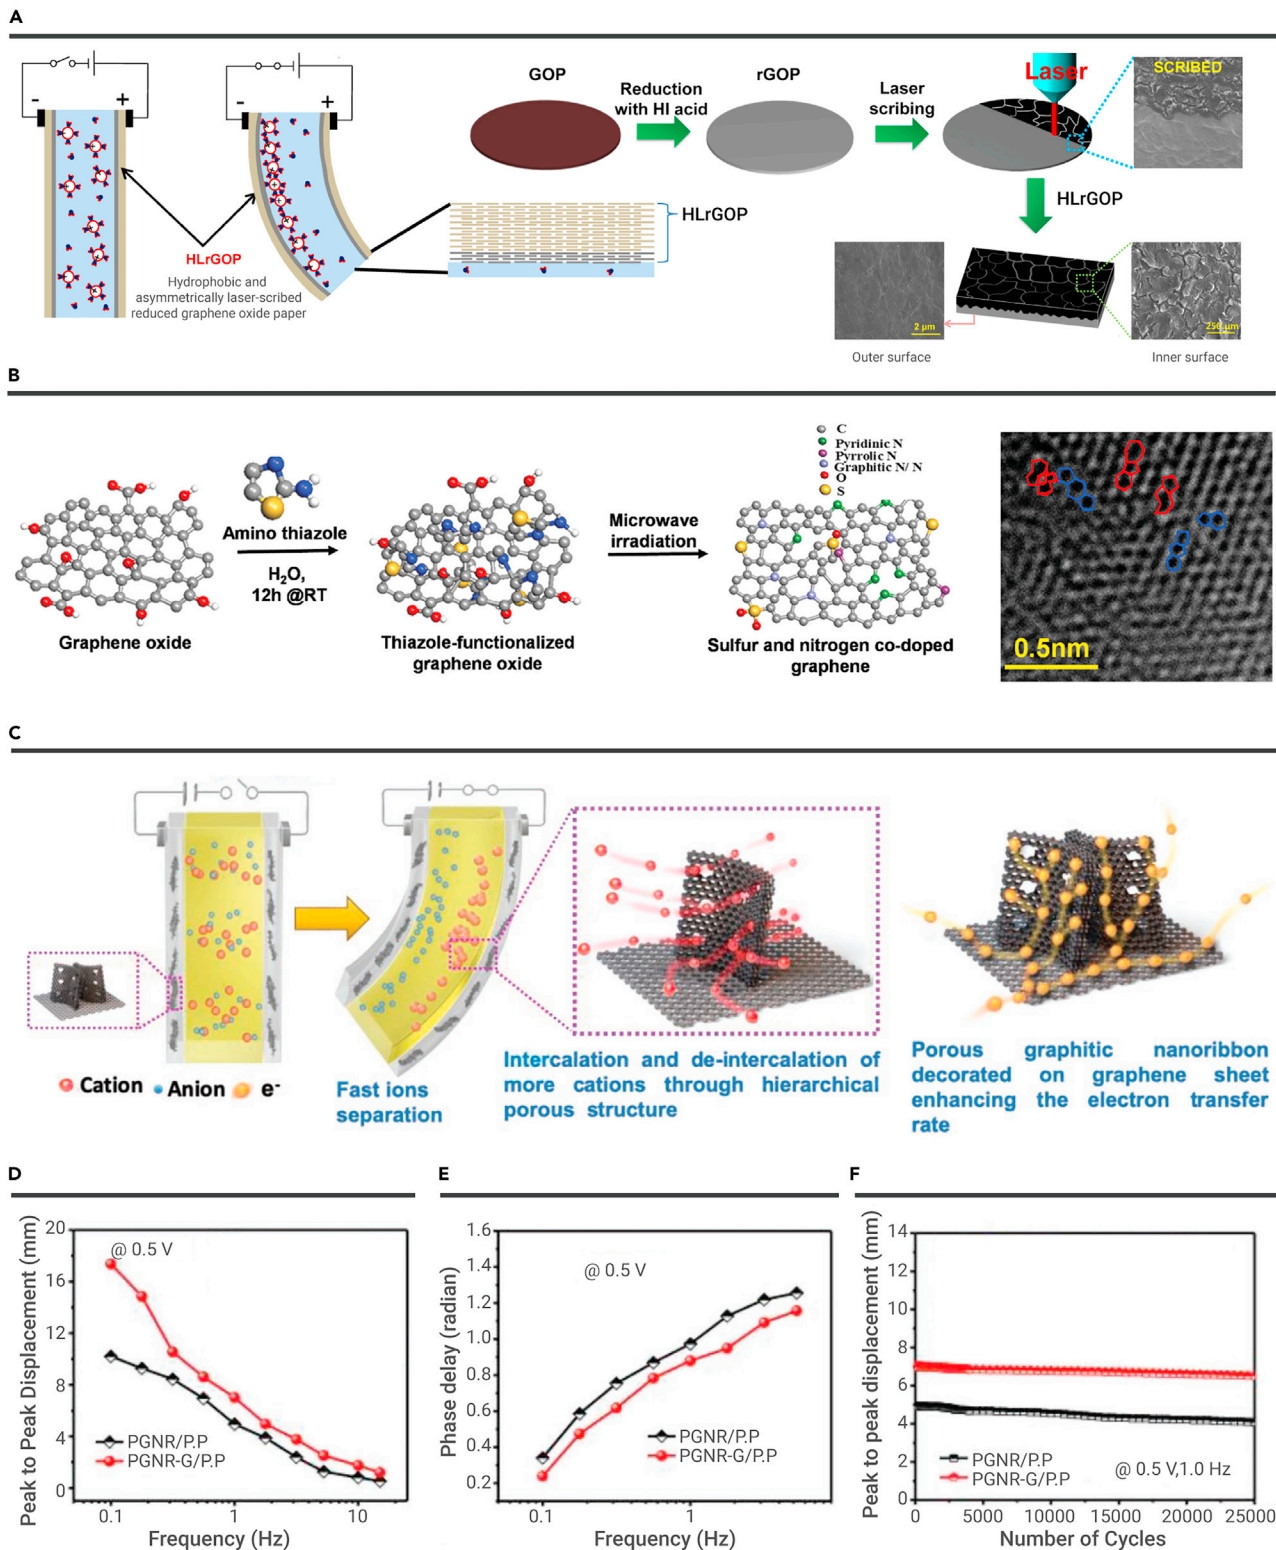 A
- +
- +
HLrGOP
Hydrophobic and
asymmetrically laser-scribed
reduced graphene oxide paper
HLrGOP
GOP
Reduction
with HI acid
rGOP
Laser
scribing
Laser
SCRIBED
HLrGOP
2 µm
Outer surface
250 µm
Inner surface
B
Graphene oxide
Amino thiazole
H₂O,
12h @RT
Thiazole-functionalized
graphene oxide
Microwave
irradiation
C
Pyridinic N
Pyrrolic N
Graphitic N/ N
O
S
Sulfur and nitrogen co-doped
graphene
0.5nm
C
Cation Anion e⁻
Fast ions
separation
Intercalation and de-intercalation of
more cations through hierarchical
porous structure
Porous graphitic nanoribbon
decorated on graphene sheet
enhancing the electron transfer
rate
D
Peak to Peak Displacement (mm)
20
16
12
8
4
0
@ 0.5 V
PGNR/P.P
PGNR-G/P.P
0.1 1 10
Frequency (Hz)
E
Phase delay (radian)
1.6
1.4
1.2
1.0
0.8
0.6
0.4
0.2
@ 0.5 V
PGNR/P.P
PGNR-G/P.P
0.1 1
Frequency (Hz)
F
Peak to peak displacement (mm)
14
12
10
8
6
4
2
0
PGNR/P.P
PGNR-G/P.P
@ 0.5 V,1.0 Hz
0 5000 10000 15000 20000 25000
Number of Cycles